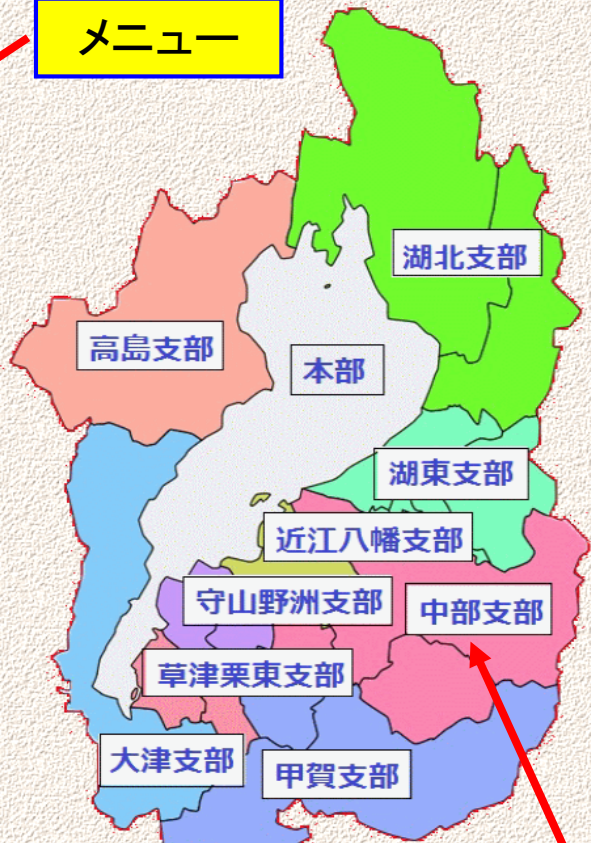 メニュー
湖北支部
高島支部
本部
湖東支部
近江八幡支部
守山野洲支部
中部支部
草津栗東支部
大津支部
甲賀支部